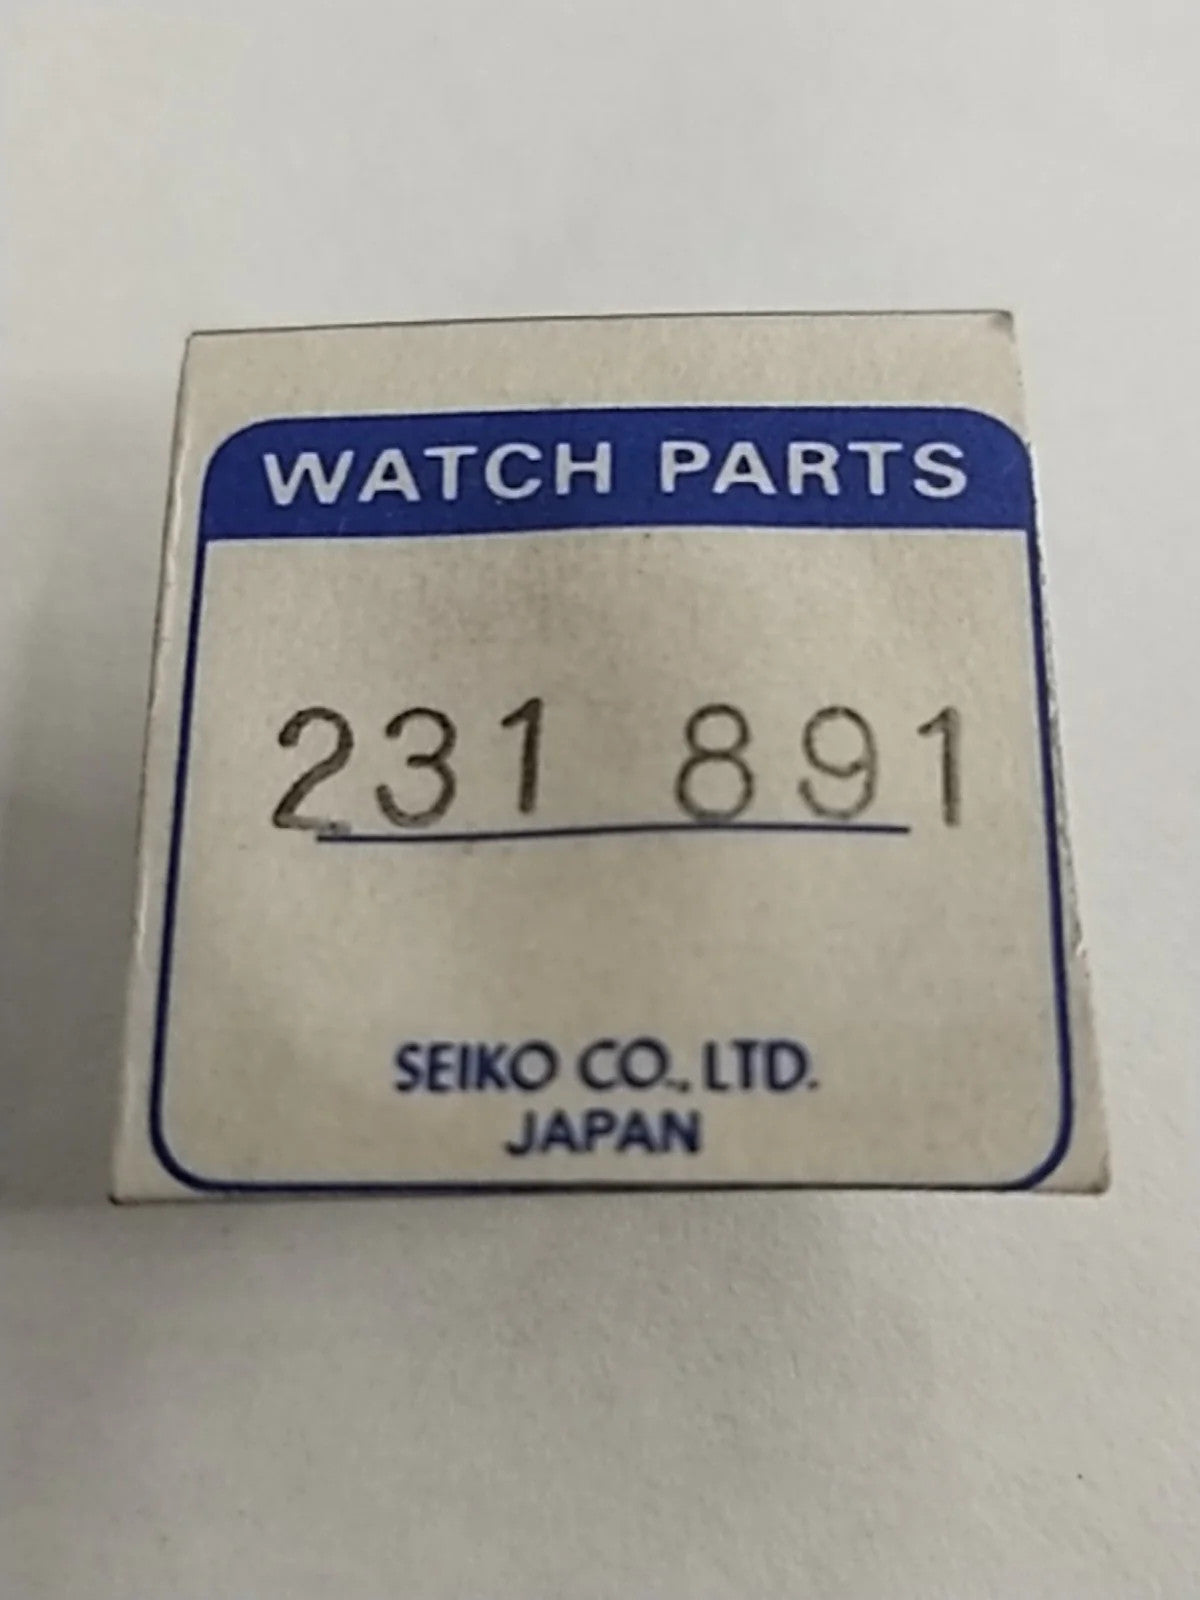 WATCH PARTS
231 891
SEIKO CO., LTD.
JAPAN